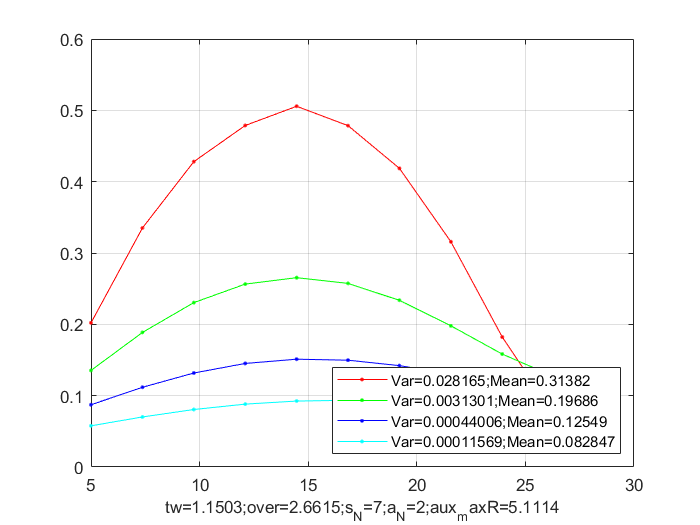 0.6
0.5
0.4
0.3
0.2
0.1
0
5 10 15 20 25 30
Var=0.028165;Mean=0.31382
Var=0.0031301;Mean=0.19686
Var=0.00044006;Mean=0.12549
Var=0.00011569;Mean=0.082847
tw=1.1503;over=2.6615;s_N=7;a_N=2;aux_maxR=5.1114